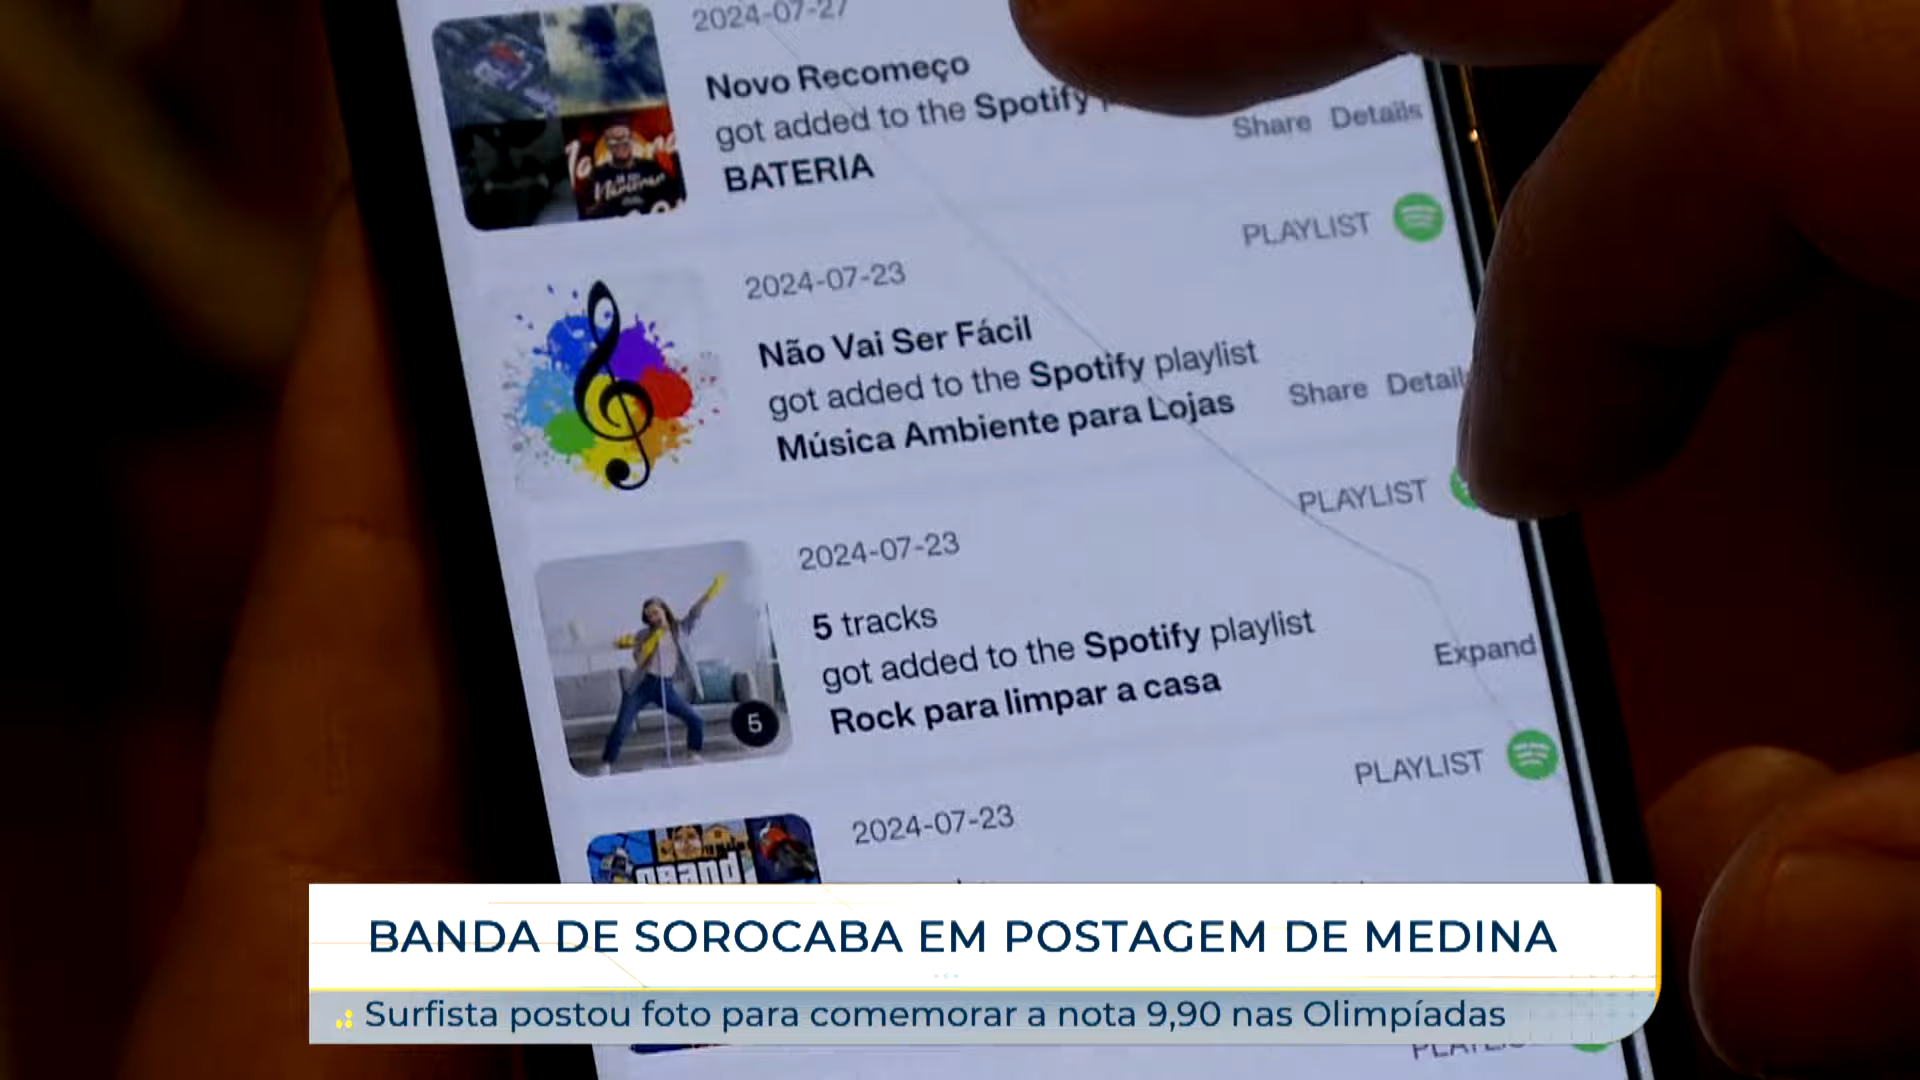 2024-07-27
Novo Recomeço
got added to the Spotify
BATERIA
Share Details
PLAYLIST
2024-07-23
Não Vai Ser Fácil
got added to the Spotify playlist
Música Ambiente para Lojas
Share Detail
PLAYLIST
2024-07-23
5 tracks
got added to the Spotify playlist
Rock para limpar a casa
5
Expand
PLAYLIST
2024-07-23
BANDA DE SOROCABA EM POSTAGEM DE MEDINA
Surfista postou foto para comemorar a nota 9,90 nas Olimpíadas